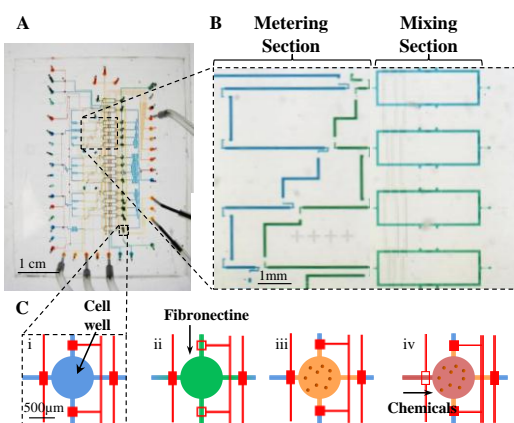 A
B
Metering
Section
Mixing
Section
1 cm
1mm
C
Cell
well
Fibronectine
i
ii
iii
iv
500µm
Chemicals